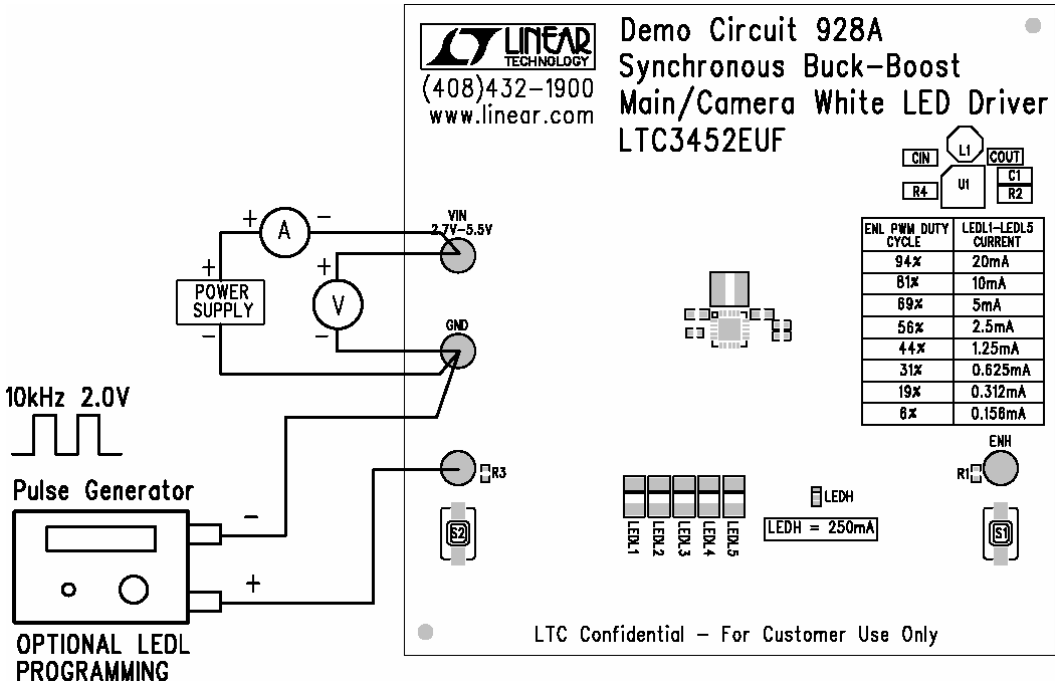 LINEAR
TECHNOLOGY
(408)432-1900
www.linear.com
Demo Circuit 928A
Synchronous Buck-Boost
Main/Camera White LED Driver
LTC3452EUF
CIN
L1
COUT
R4
U1
C1
R2
ENL PWM DUTY CYCLE LEDL1-LEDL5 CURRENT
94% 20mA
81% 10mA
69% 5mA
56% 2.5mA
44% 1.25mA
31% 0.625mA
19% 0.312mA
6% 0.156mA
VIN
2.7V-5.5V
+ A -
+
POWER
SUPPLY
-
+
V
-
GND
10kHz 2.0V
Pulse Generator
-
+
OPTIONAL LEDL
PROGRAMMING
R3
S2
LEDL1
LEDL2
LEDL3
LEDL4
LEDL5
LEDH
LEDH = 250mA
ENH
R1
S1
LTC Confidential - For Customer Use Only